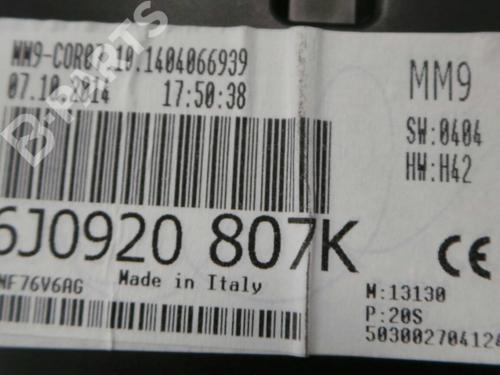 MM9-COR07.10.1404066939
07.10.2014 17:50:38
MM9
SW:0404
HW:H42
6J0920 807K
NF76V6AG Made in Italy
CE
M:13130
P:20S
503002704124
B-PARTS